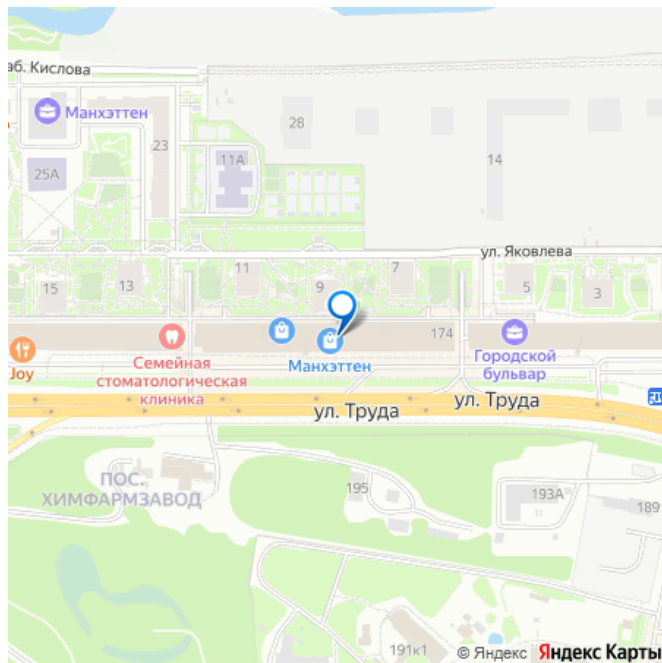 аб. Кислова
Манхэттен
28
23
14
11А
25А
ул. Яковлева
11
7
13
9
5
15
3
174
Joy
Семейная
стоматологическая
клиника
Манхэттен
Городской
бульвар
ул. Труда
ул. Труда
ПОС.
ХИМФАРМЗАВОД
195
193А
189
191к1
© Яндекс Яндекс Карты